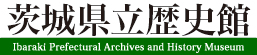 茨城県立歴史館
Ibaraki Prefectural Archives and History Museum